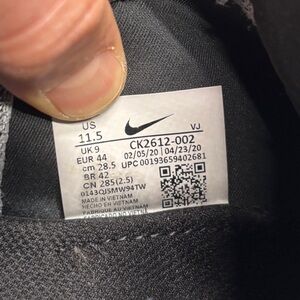 US
11.5
UK 9
EUR 44
cm 28.5
BR 42
CN 285(2.5)
VJ
CK2612-002
02/05/20 | 04/23/20
UPC 00193659402681
0143QJSMW94TW
MADE IN VIETNAM
HECHO EN VIETNAM
FABRIQUE AU VIETNAM